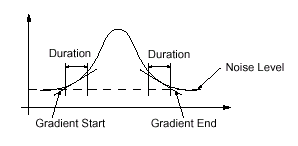 Duration
Duration
Noise Level
Gradient Start
Gradient End